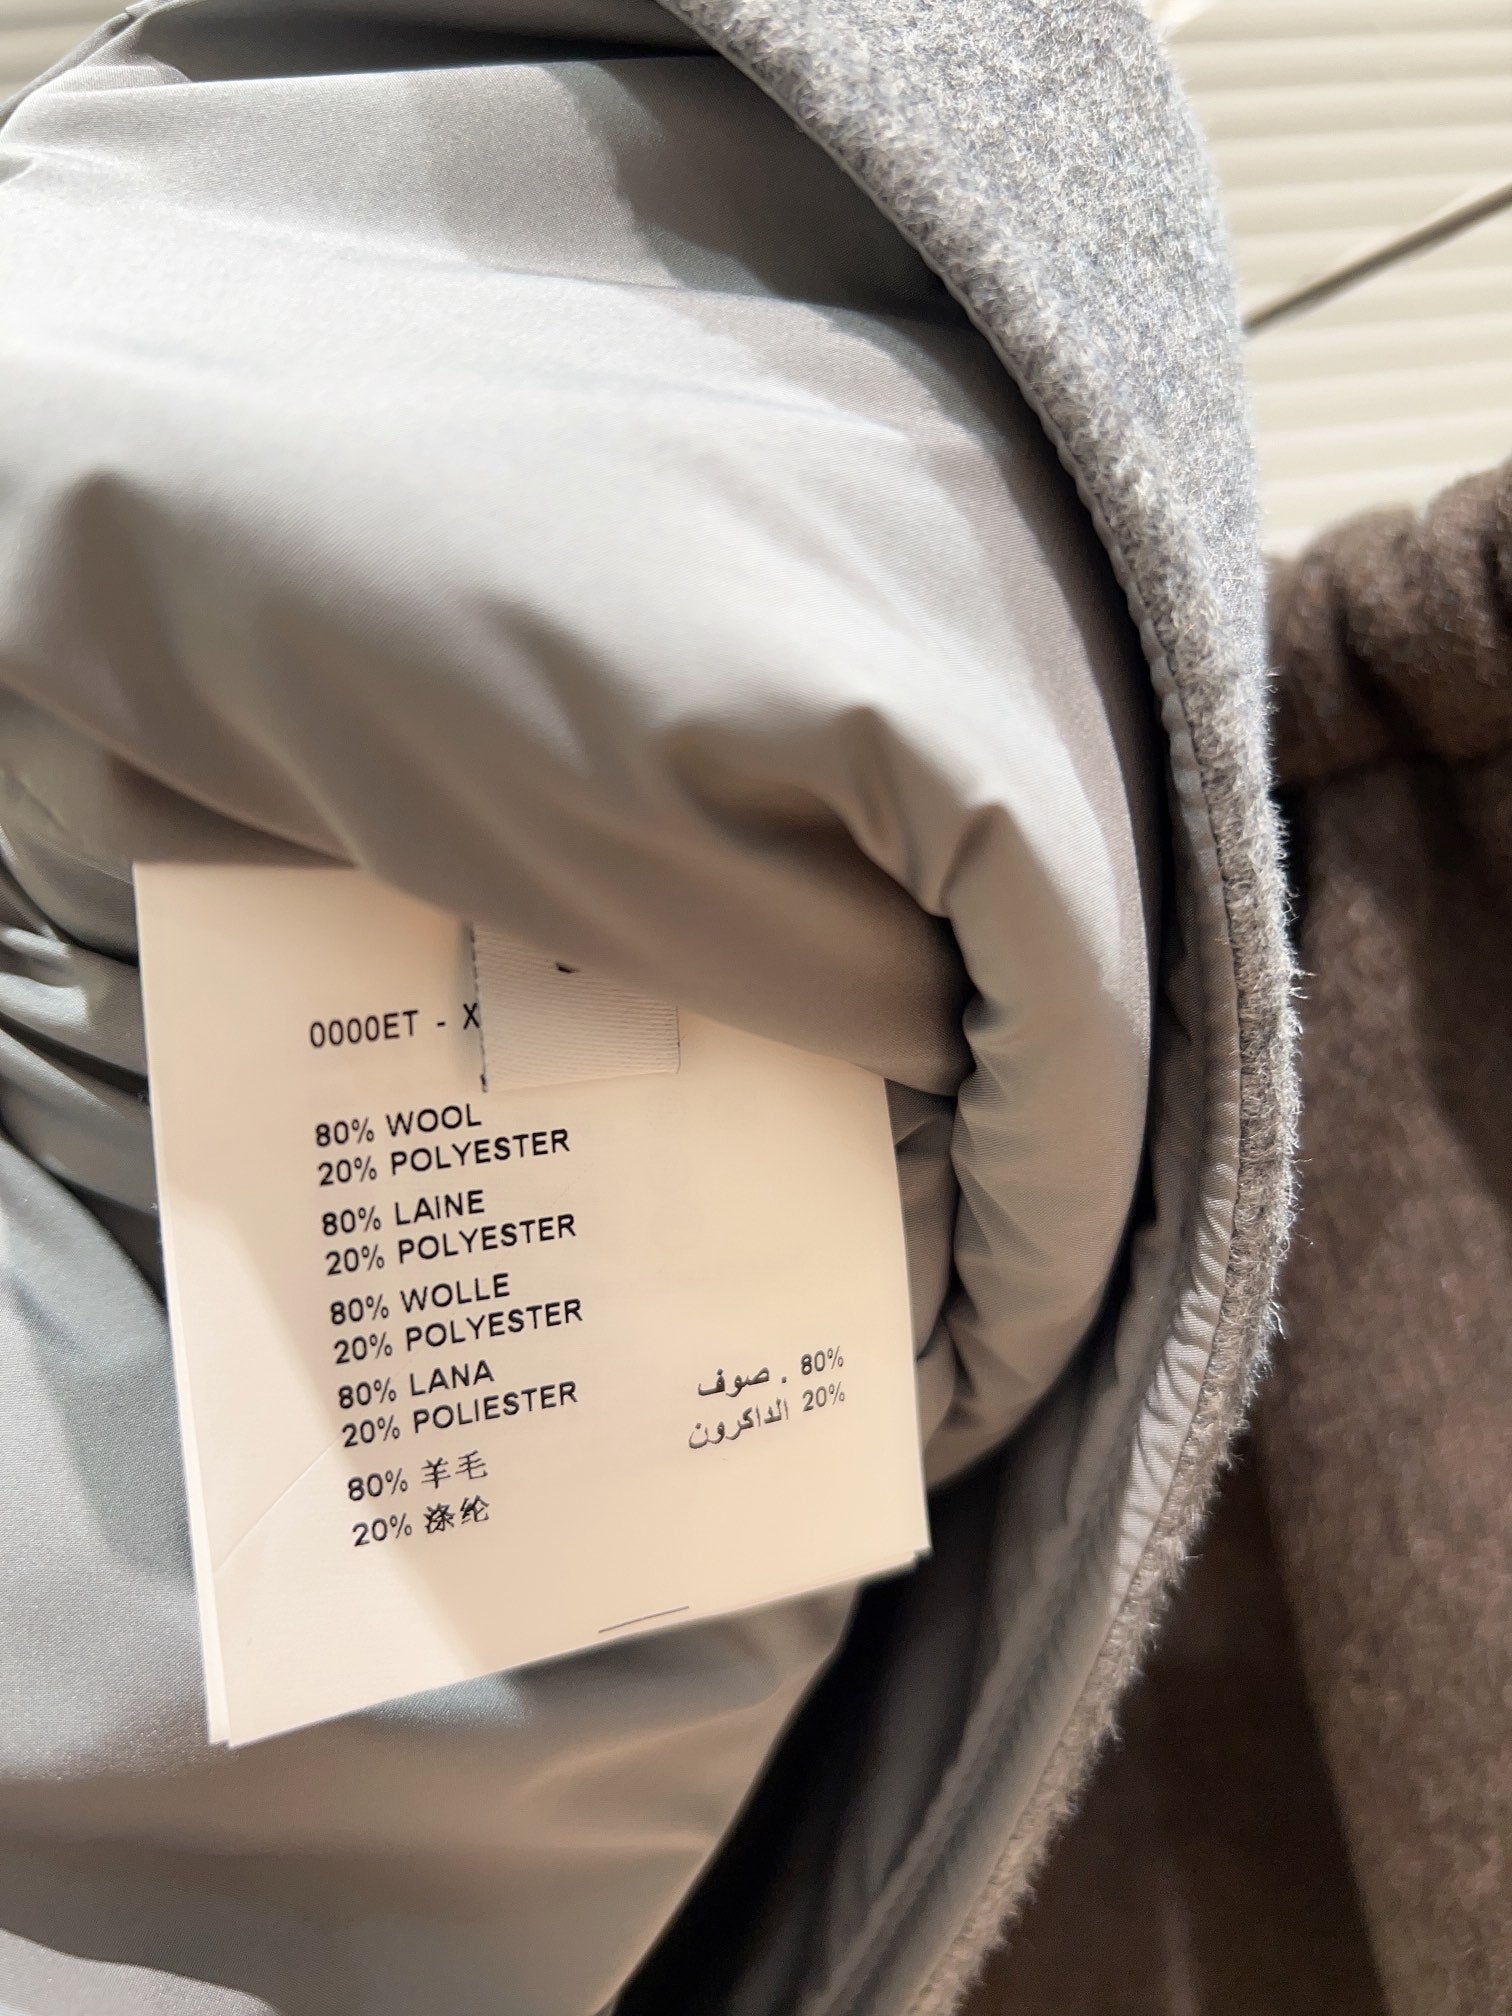 0000ET - X
80% WOOL
20% POLYESTER
80% LAINE
20% POLYESTER
80% WOLLE
20% POLYESTER
80% LANA
20% POLIESTER
80% 羊毛
20% 涤纶
80% . صوف
20% الداكرون